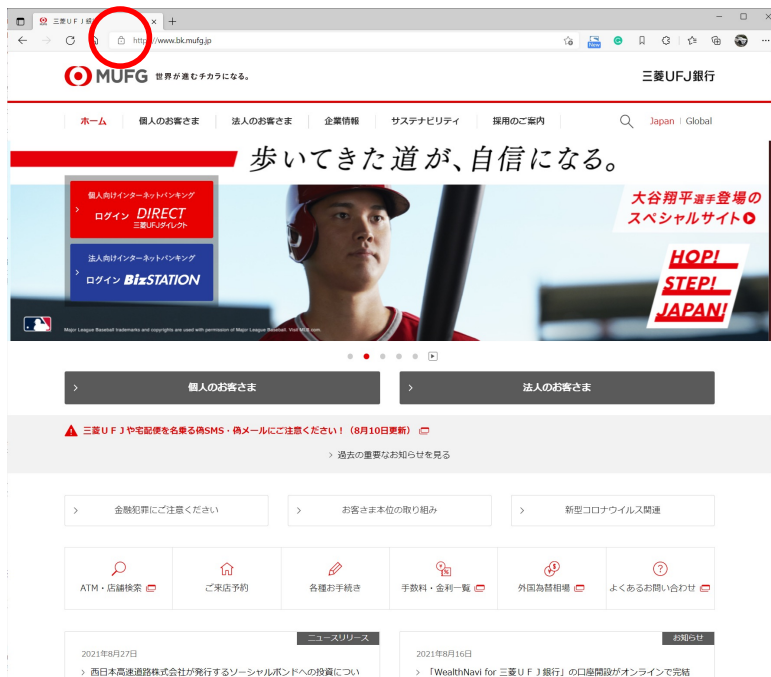 三菱UFJ銀
www.bk.mufg.jp
New
MUFG 世界が進むチカラになる。
三菱UFJ銀行
ホーム 個人のお客さま 法人のお客さま 企業情報 サステナビリティ 採用のご案内 Japan Global
歩いてきた道が、自信になる。
個人向けインターネットバンキング
ログイン DIRECT
三菱UFJダイレクト
法人向けインターネットバンキング
ログイン BizSTATION
大谷翔平選手登場の
スペシャルサイト
HOP!
STEP!
JAPAN!
Major League Baseball trademarks and copyrights are used with permission of Major League Baseball. Visit MLB.com.
個人のお客さま 法人のお客さま
三菱UFJや宅配便を名乗る偽SMS・偽メールにご注意ください!(8月10日更新)
過去の重要なお知らせを見る
金融犯罪にご注意ください お客さま本位の取り組み 新型コロナウイルス関連
ATM・店舗検索 ご来店予約 各種お手続き 手数料・金利一覧 外国為替相場 よくあるお問い合わせ
ニュースリリース お知らせ
2021年8月27日 2021年8月16日
西日本高速道路株式会社が発行するソーシャルボンドへの投資につい 「WealthNavi for 三菱UFJ銀行」の口座開設がオンラインで完結